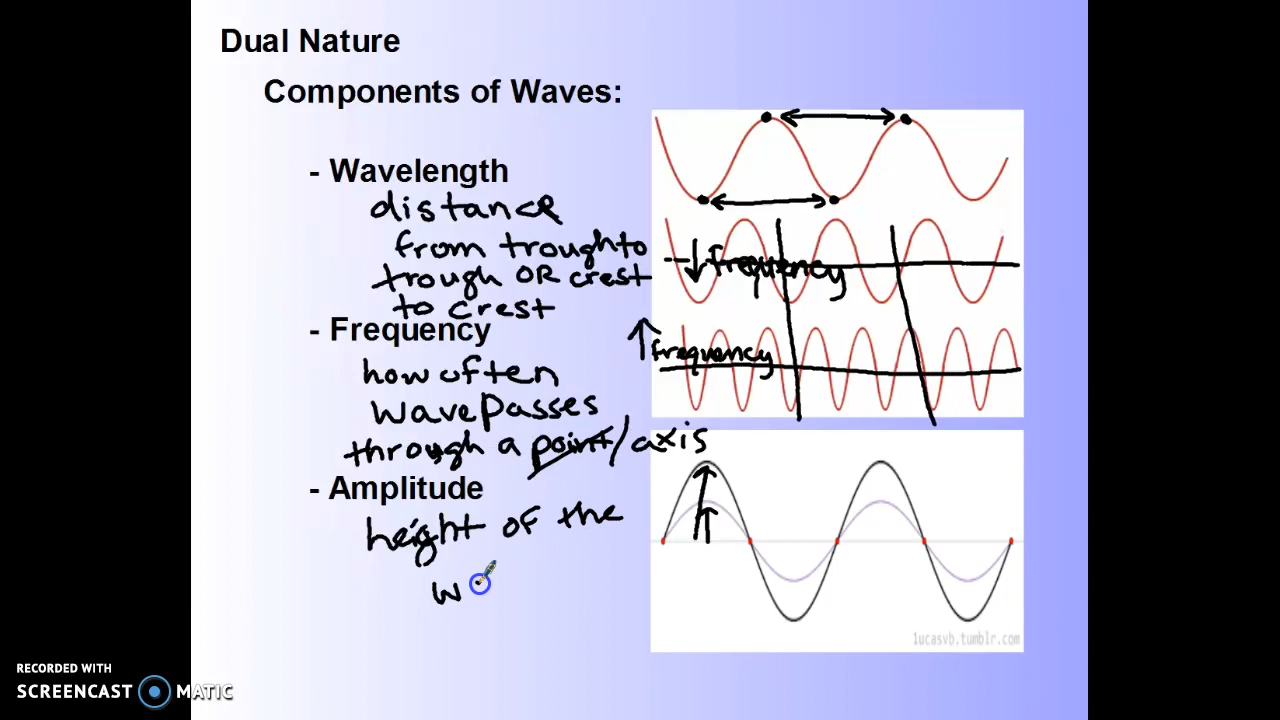 Dual Nature
Components of Waves:
- Wavelength
distance
from trough to
trough OR crest
to crest
- Frequency
how often
wave passes
through a point/axis
- Amplitude
height of the
w
↓ frequency
↑ frequency
1ucasvb.tumblr.com
RECORDED WITH
SCREENCAST MATIC